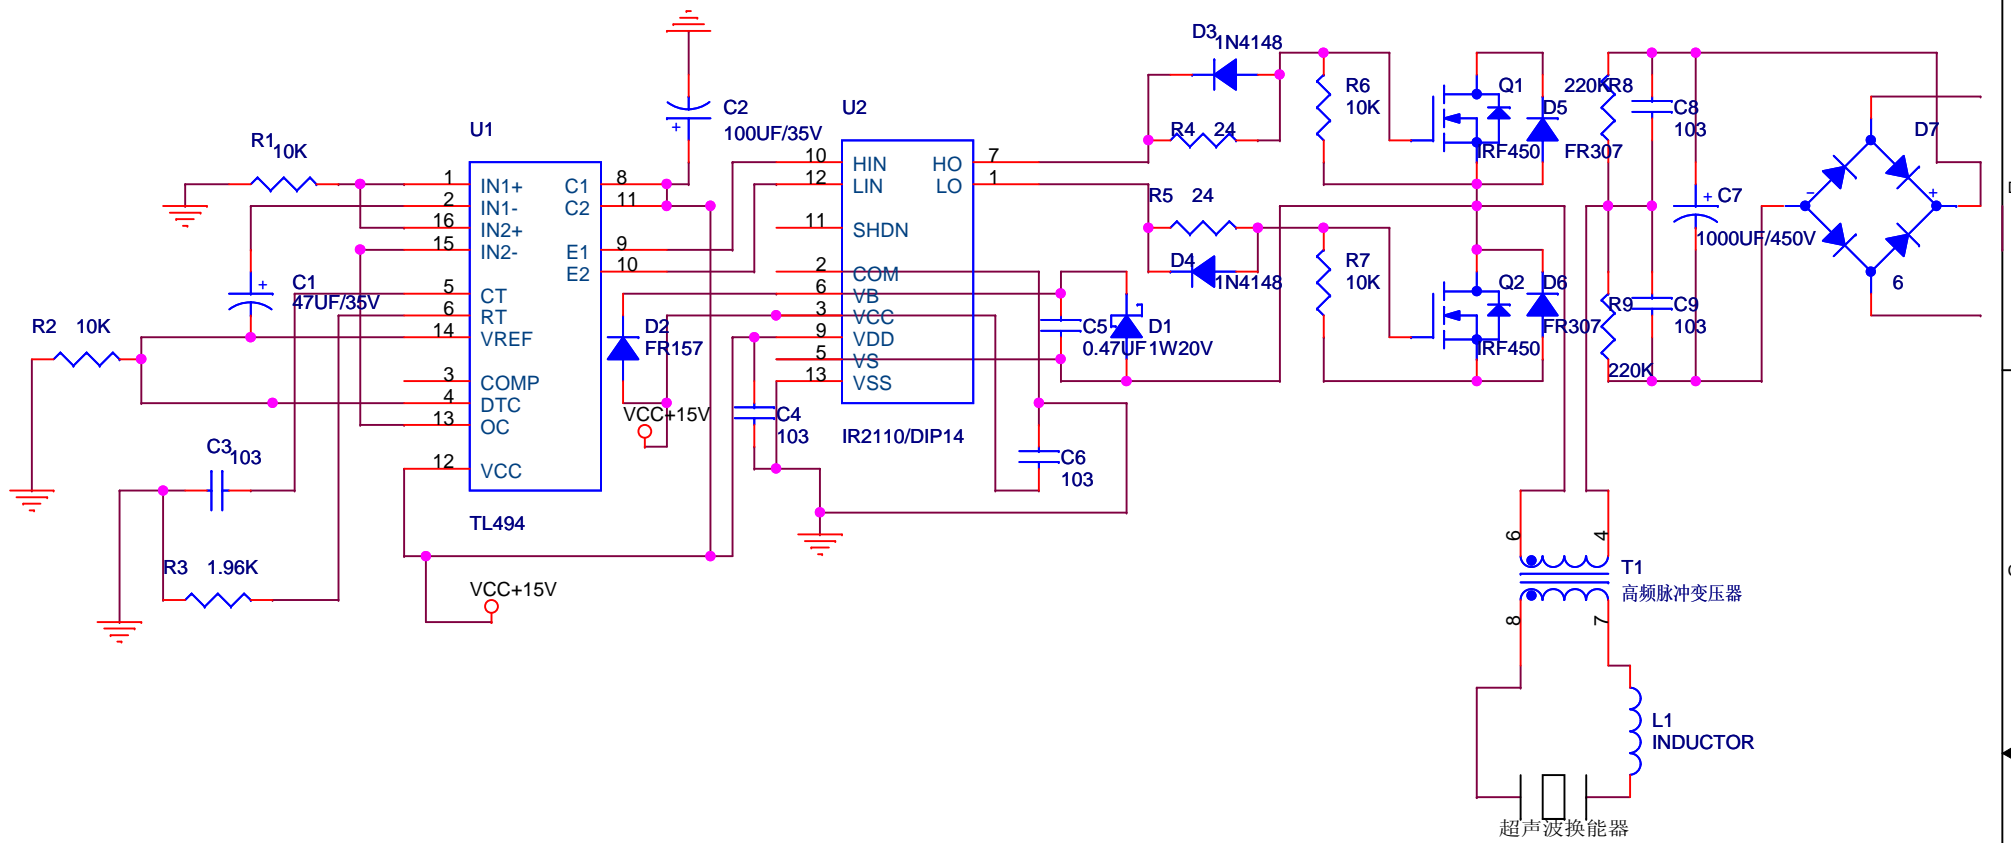 R1 10K
R2 10K
C1
47UF/35V
C3 103
R3 1.96K
U1
1 IN1+ C1 8
2 IN1- C2 11
16 IN2+
15 IN2- E1 9
E2 10
5 CT
6 RT
14 VREF
3 COMP
4 DTC
13 OC
12 VCC
TL494
VCC+15V
C2
100UF/35V
D2
FR157
VCC+15V
C4
103
U2
10 HIN HO 7
12 LIN LO 1
11 SHDN
2 COM
6 VB
3 VCC
9 VDD
5 VS
13 VSS
IR2110/DIP14
C5
0.47UF
D1
1W20V
C6
103
D3 1N4148
R4 24
R5 24
D4
1N4148
R6
10K
R7
10K
Q1
IRF450
D5
FR307
Q2
IRF450
D6
FR307
220K R8
C8
103
R9
220K
C9
103
+ C7
1000UF/450V
D7
- +
6
6 4
T1
高频脉冲变压器
8 7
L1
INDUCTOR
超声波换能器
+
+